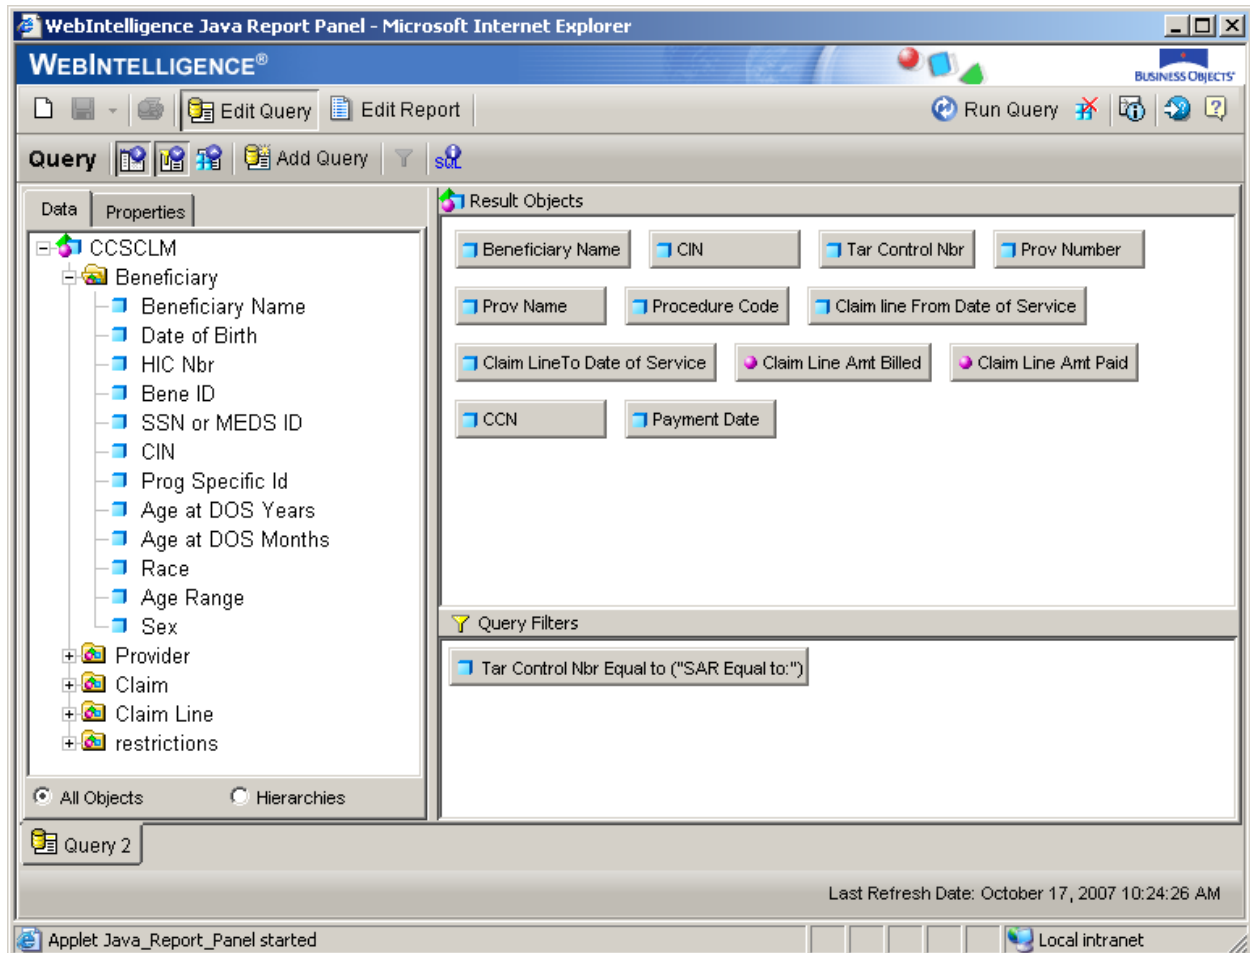 WebIntelligence Java Report Panel - Microsoft Internet Explorer
WEBINTELLIGENCE®
BUSINESS OBJECTS®
Edit Query Edit Report Run Query
Query Add Query SQL
Data Properties
CCSCLM
Beneficiary
Beneficiary Name
Date of Birth
HIC Nbr
Bene ID
SSN or MEDS ID
CIN
Prog Specific Id
Age at DOS Years
Age at DOS Months
Race
Age Range
Sex
Provider
Claim
Claim Line
restrictions
All Objects Hierarchies
Result Objects
Beneficiary Name CIN Tar Control Nbr Prov Number
Prov Name Procedure Code Claim line From Date of Service
Claim LineTo Date of Service Claim Line Amt Billed Claim Line Amt Paid
CCN Payment Date
Query Filters
Tar Control Nbr Equal to ("SAR Equal to:")
Query 2
Last Refresh Date: October 17, 2007 10:24:26 AM
Applet Java_Report_Panel started Local intranet